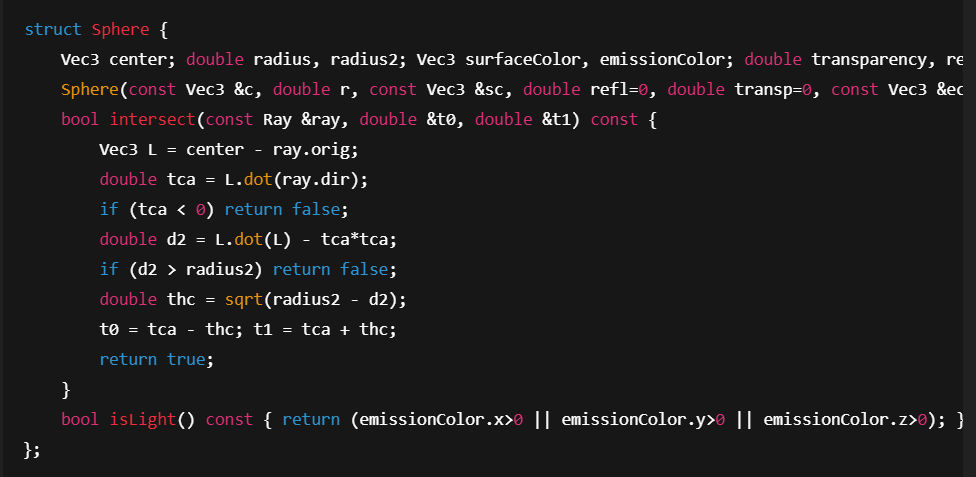 struct Sphere {
    Vec3 center; double radius, radius2; Vec3 surfaceColor, emissionColor; double transparency, re
    Sphere(const Vec3 &c, double r, const Vec3 &sc, double refl=0, double transp=0, const Vec3 &ec
    bool intersect(const Ray &ray, double &t0, double &t1) const {
        Vec3 L = center - ray.orig;
        double tca = L.dot(ray.dir);
        if (tca < 0) return false;
        double d2 = L.dot(L) - tca*tca;
        if (d2 > radius2) return false;
        double thc = sqrt(radius2 - d2);
        t0 = tca - thc; t1 = tca + thc;
        return true;
    }
    bool isLight() const { return (emissionColor.x>0 || emissionColor.y>0 || emissionColor.z>0); }
};